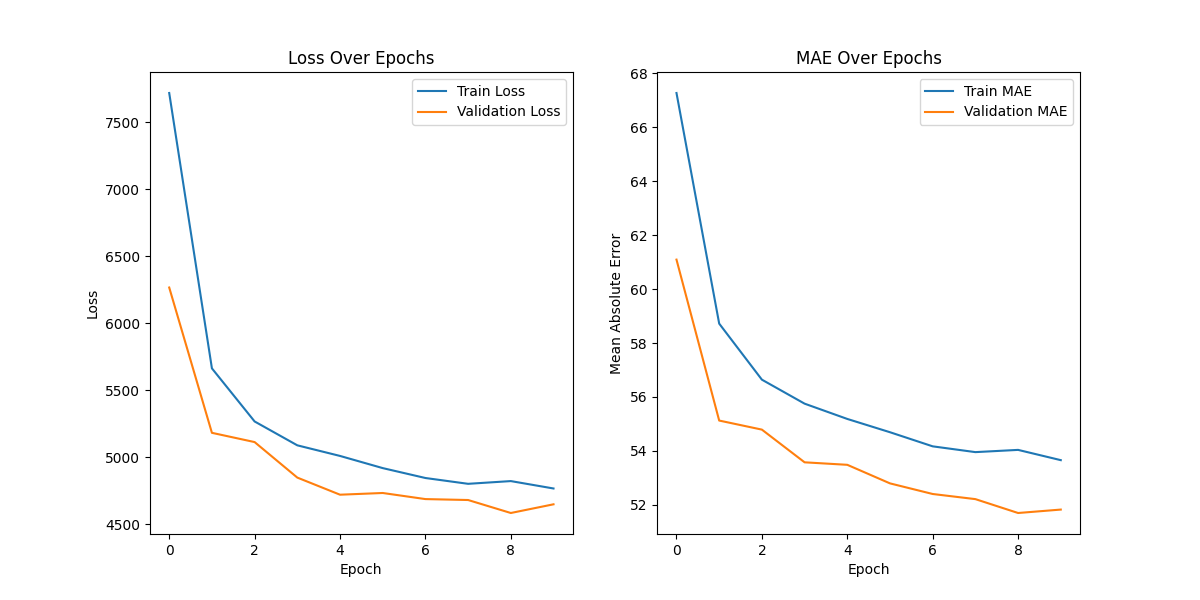 Loss Over Epochs
Train Loss
Validation Loss
7500
7000
6500
6000
5500
5000
4500
Loss
0 2 4 6 8
Epoch
MAE Over Epochs
Train MAE
Validation MAE
68
66
64
62
60
58
56
54
52
Mean Absolute Error
0 2 4 6 8
Epoch